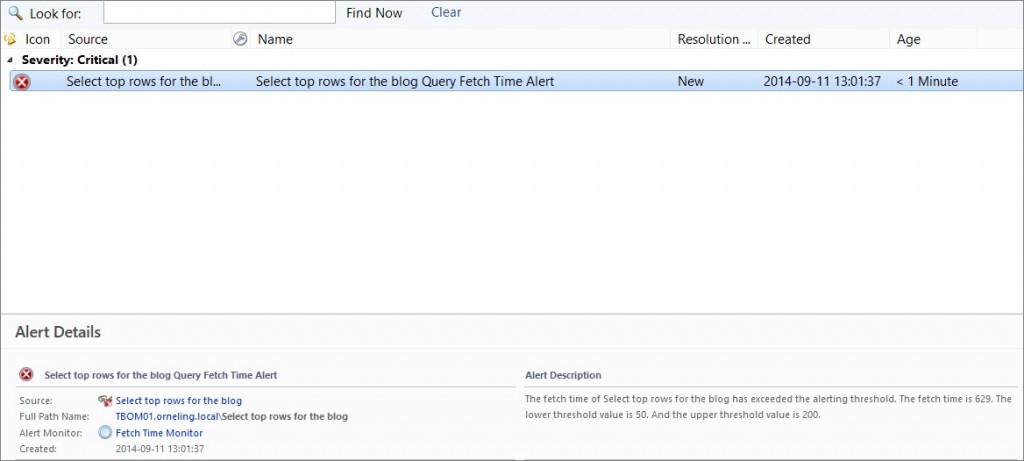 Look for: Find Now Clear
Icon Source Name Resolution ... Created Age
Severity: Critical (1)
Select top rows for the bl... Select top rows for the blog Query Fetch Time Alert New 2014-09-11 13:01:37 < 1 Minute
Alert Details
Select top rows for the blog Query Fetch Time Alert
Source: Select top rows for the blog
Full Path Name: TBOM01.orneling.local\Select top rows for the blog
Alert Monitor: Fetch Time Monitor
Created: 2014-09-11 13:01:37
Alert Description
The fetch time of Select top rows for the blog has exceeded the alerting threshold. The fetch time is 629. The
lower threshold value is 50. And the upper threshold value is 200.